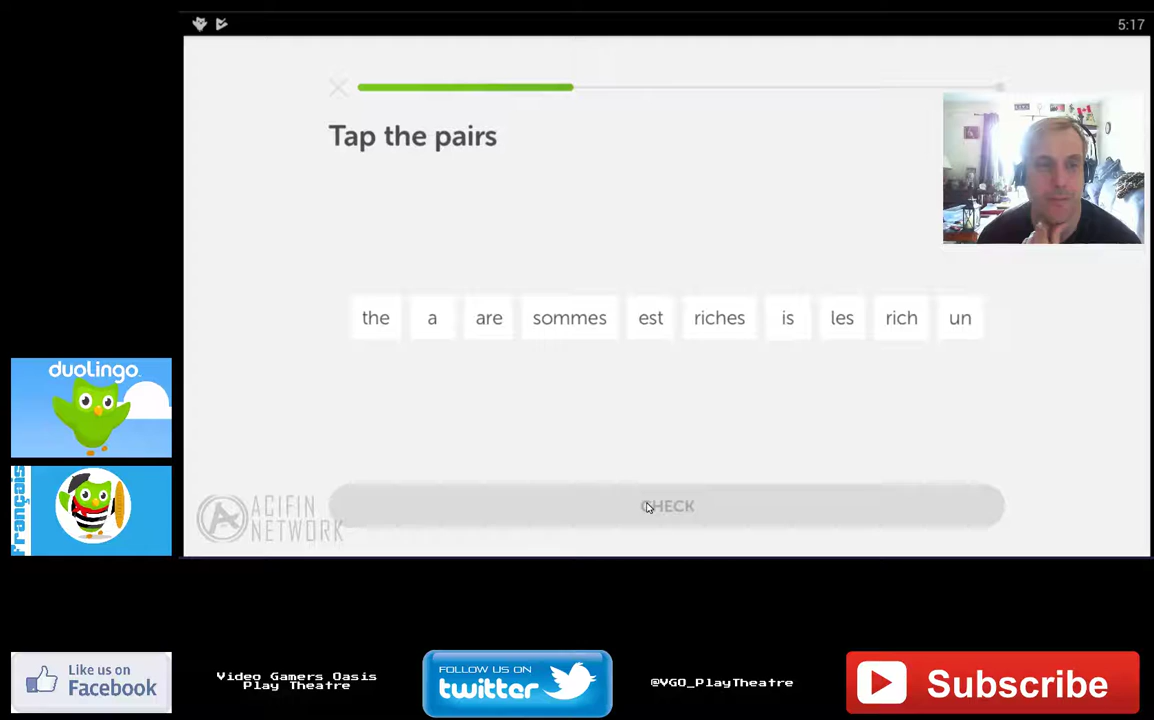 5:17
Tap the pairs
the a are sommes est riches is les rich un
CHECK
duolingo
Français
ACIFIN
NETWORK
Like us on
Facebook
Video Gamers Oasis
Play Theatre
FOLLOW US ON
twitter
@VGO_PlayTheatre
Subscribe